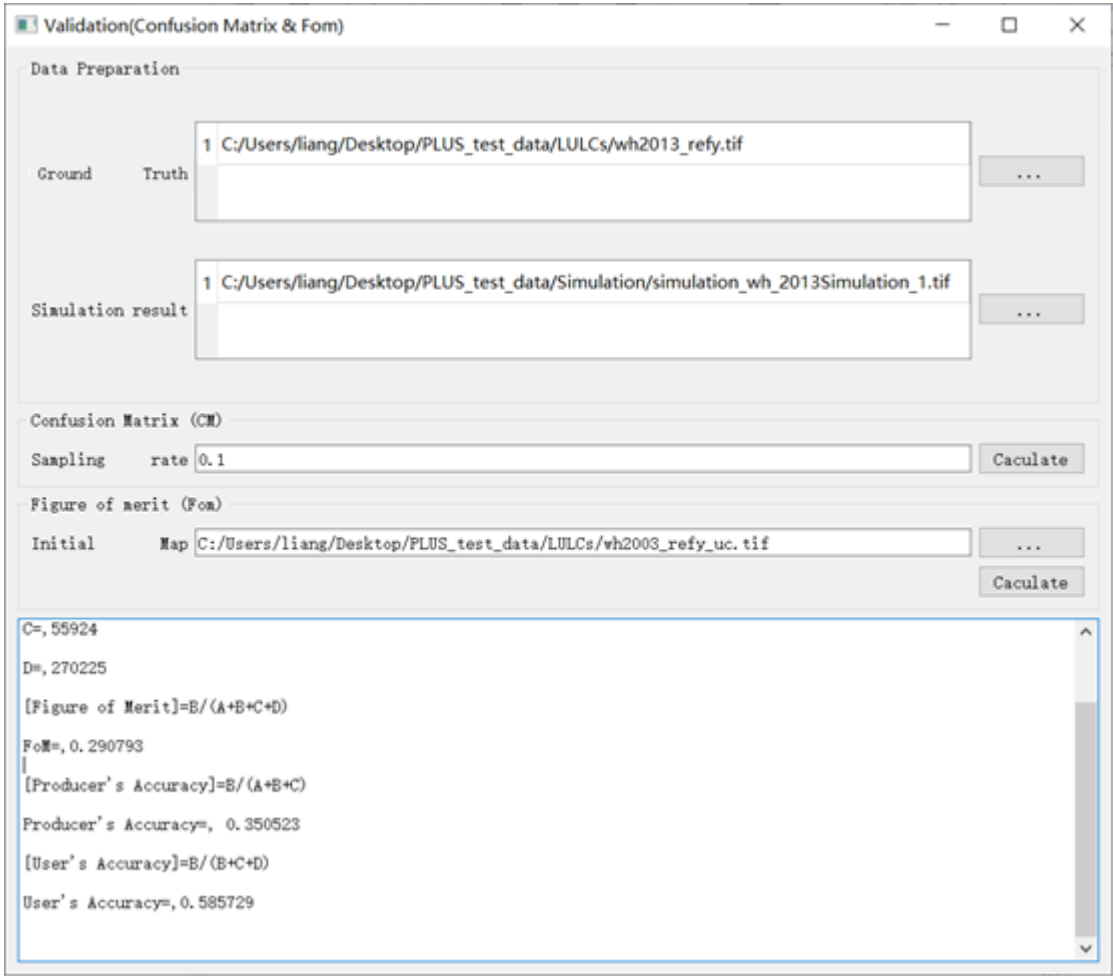 Validation(Confusion Matrix & Fom)
Data Preparation
Ground Truth
1 C:/Users/liang/Desktop/PLUS_test_data/LULCs/wh2013_refy.tif
...
Simulation result
1 C:/Users/liang/Desktop/PLUS_test_data/Simulation/simulation_wh_2013Simulation_1.tif
...
Confusion Matrix (CM)
Sampling rate 0.1 Caculate
Figure of merit (Fom)
Initial Map C:/Users/liang/Desktop/PLUS_test_data/LULCs/wh2003_refy_uc.tif ...
Caculate
C=,55924
D=,270225
[Figure of Merit]=B/(A+B+C+D)
FoM=,0.290793
[Producer's Accuracy]=B/(A+B+C)
Producer's Accuracy=, 0.350523
[User's Accuracy]=B/(B+C+D)
User's Accuracy=,0.585729